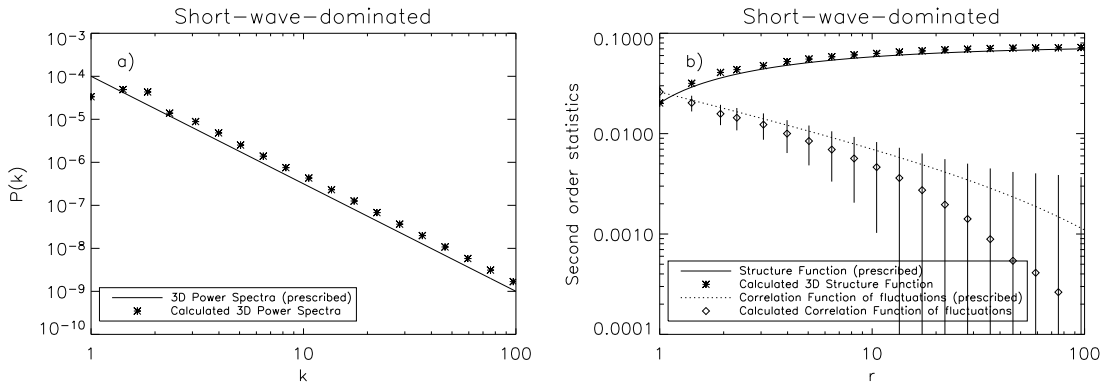 Short-wave-dominated
a)
P(k)
10⁻³
10⁻⁴
10⁻⁵
10⁻⁶
10⁻⁷
10⁻⁸
10⁻⁹
10⁻¹⁰
3D Power Spectra (prescribed)
Calculated 3D Power Spectra
1 10 100
k
Short-wave-dominated
b)
Second order statistics
0.1000
0.0100
0.0010
0.0001
Structure Function (prescribed)
Calculated 3D Structure Function
Correlation Function of fluctuations (prescribed)
Calculated Correlation Function of fluctuations
1 10 100
r